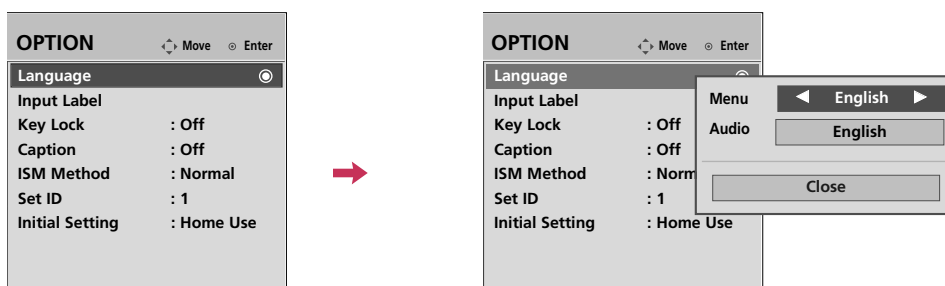 OPTION Move Enter
Language
Input Label
Key Lock : Off
Caption : Off
ISM Method : Normal
Set ID : 1
Initial Setting : Home Use
OPTION Move Enter
Language
Input Label
Key Lock : Off
Caption : Off
ISM Method : Norm
Set ID : 1
Initial Setting : Home Use
Menu English
Audio English
Close